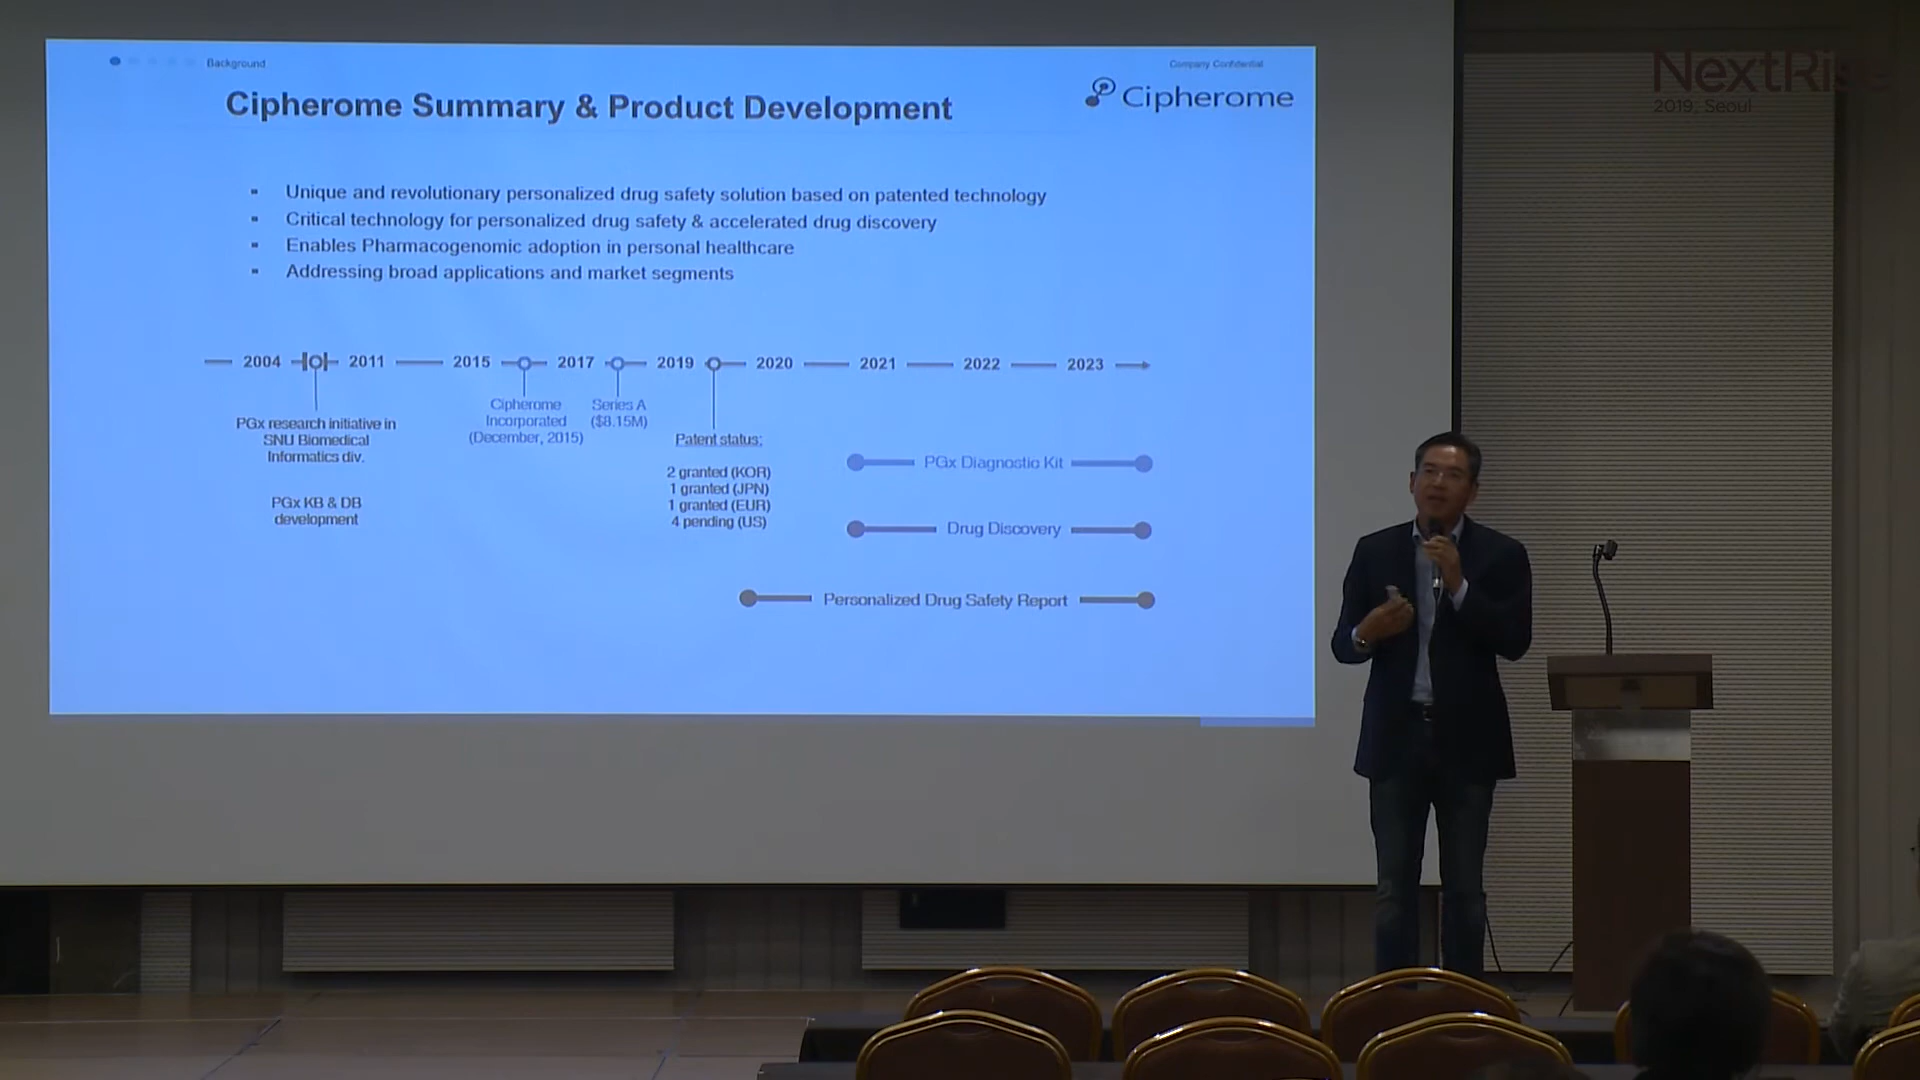 Background
Company Confidential
Cipherome Summary & Product Development
Cipherome
NextRise
2019, Seoul
Unique and revolutionary personalized drug safety solution based on patented technology
Critical technology for personalized drug safety & accelerated drug discovery
Enables Pharmacogenomic adoption in personal healthcare
Addressing broad applications and market segments
2004 2011 2015 2017 2019 2020 2021 2022 2023
PGx research initiative in
SNU Biomedical
Informatics div.
PGx KB & DB
development
Cipherome
Incorporated
(December, 2015)
Series A
($8.15M)
Patent status:
2 granted (KOR)
1 granted (JPN)
1 granted (EUR)
4 pending (US)
PGx Diagnostic Kit
Drug Discovery
Personalized Drug Safety Report